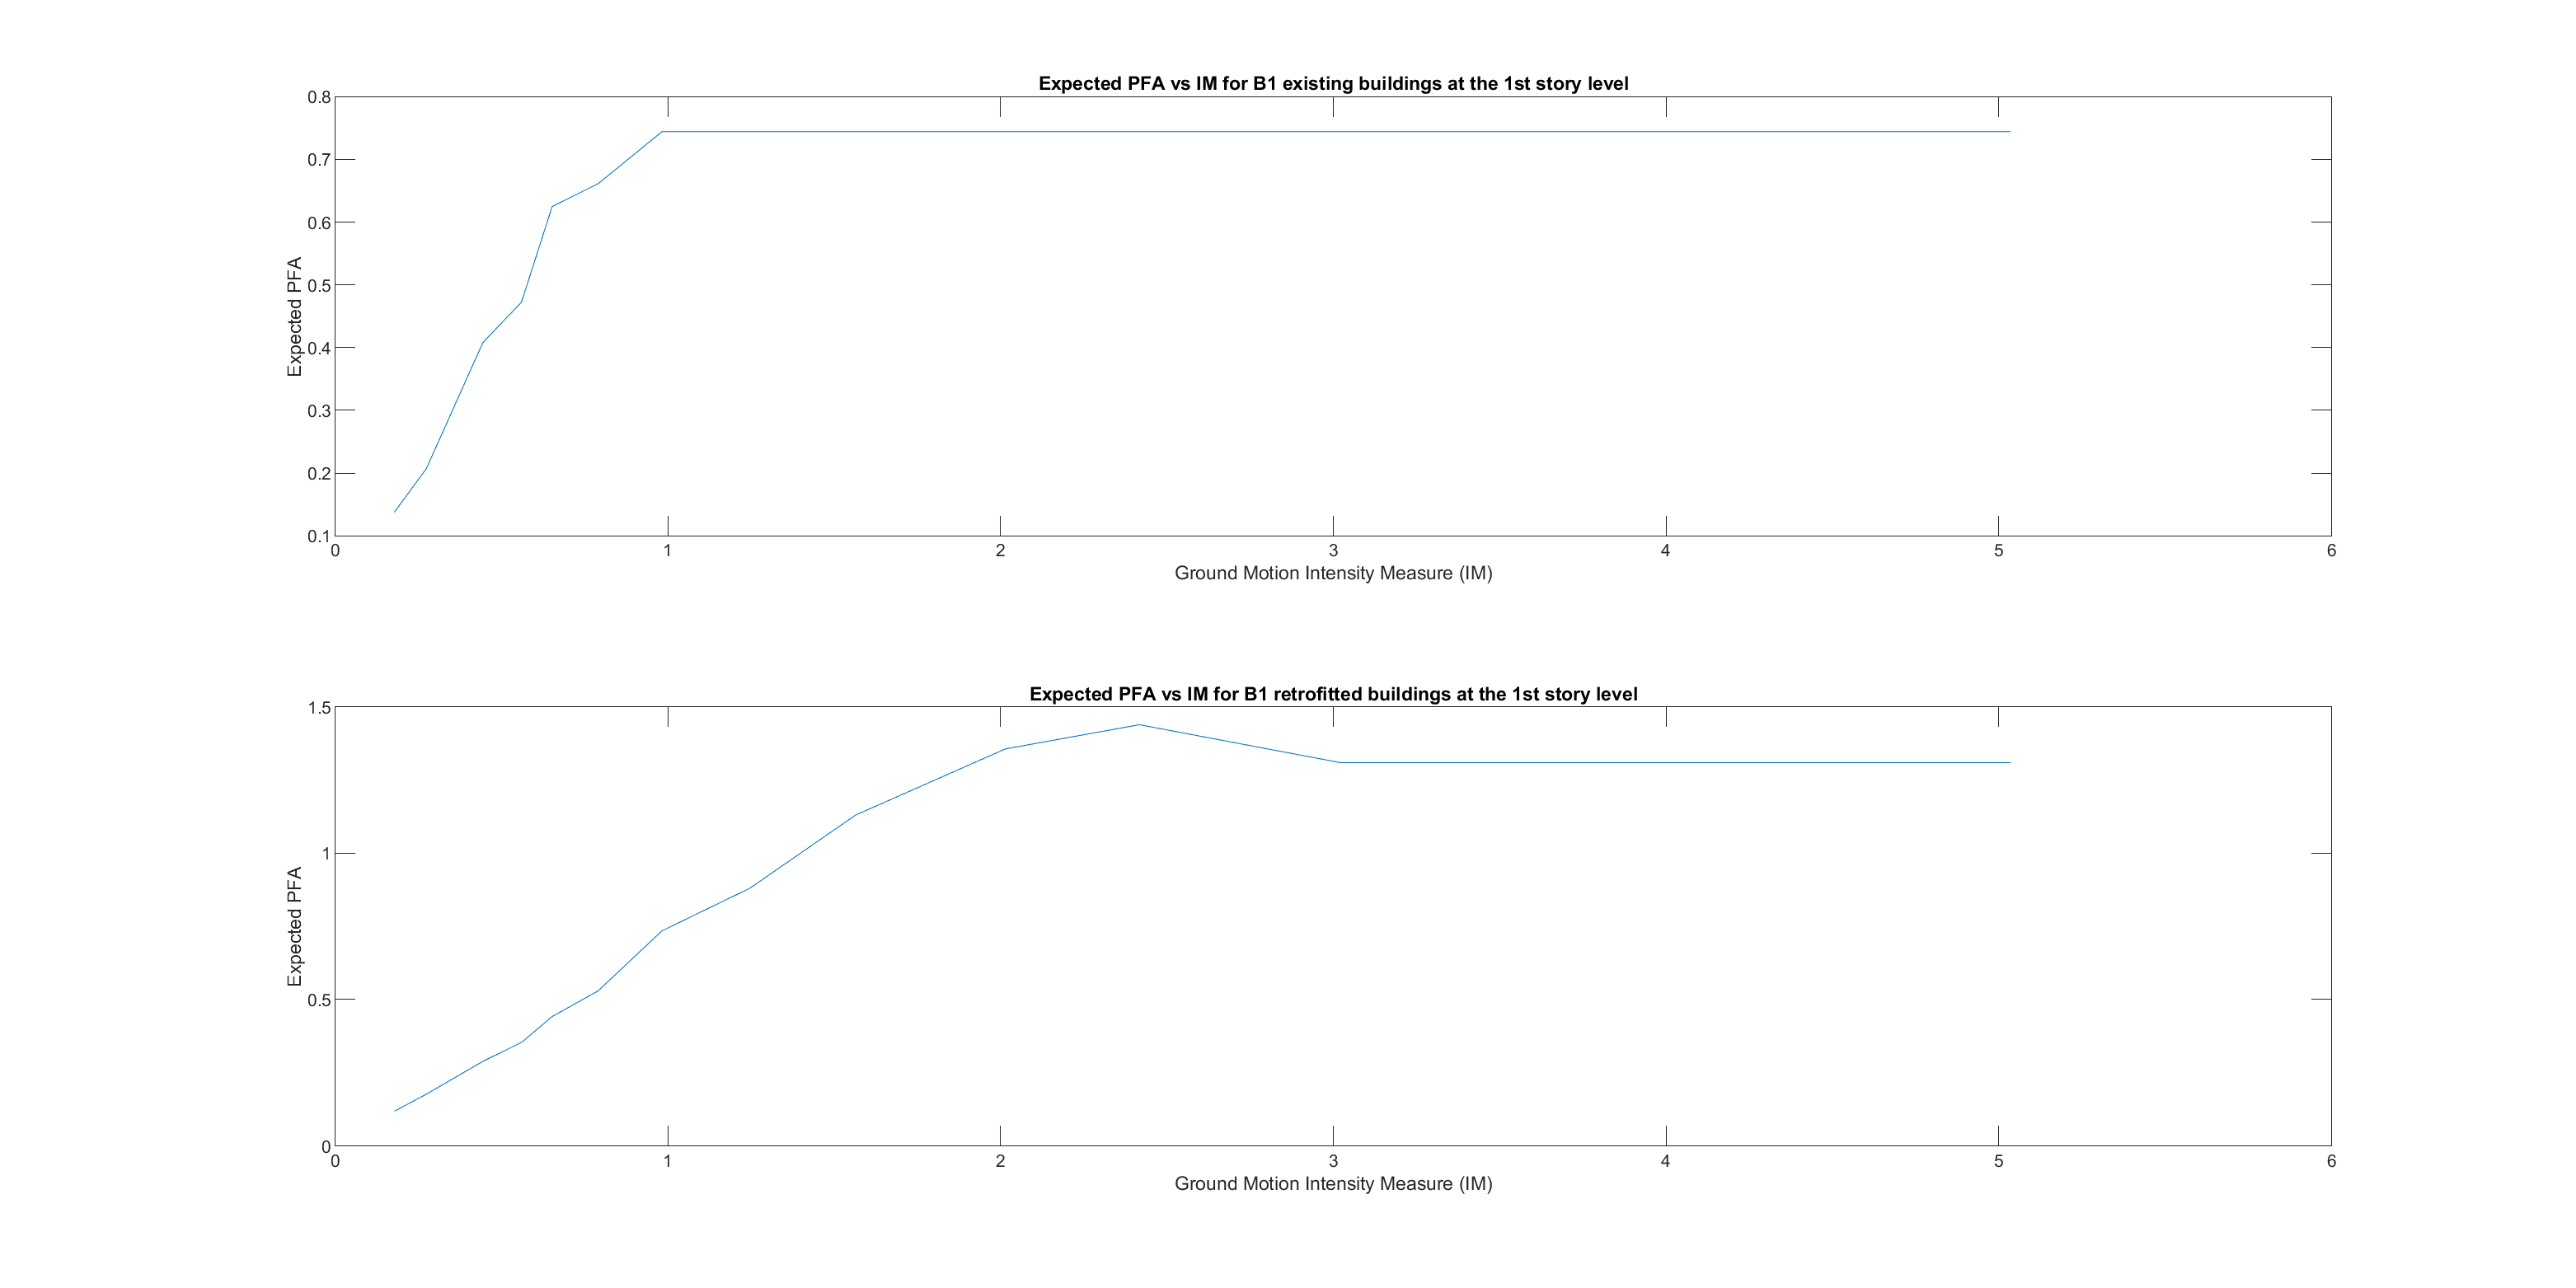 Expected PFA vs IM for B1 existing buildings at the 1st story level
0.8
0.7
0.6
0.5
0.4
0.3
0.2
0.1
Expected PFA
0 1 2 3 4 5 6
Ground Motion Intensity Measure (IM)
Expected PFA vs IM for B1 retrofitted buildings at the 1st story level
1.5
1
0.5
0
Expected PFA
0 1 2 3 4 5 6
Ground Motion Intensity Measure (IM)